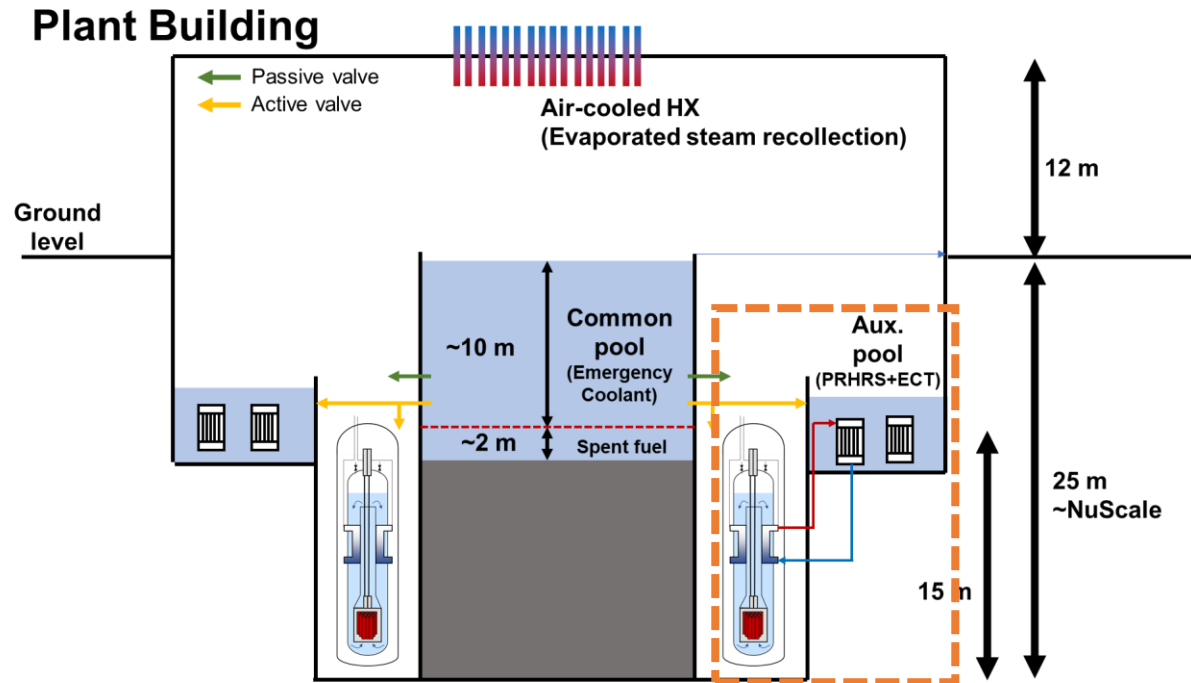 Plant Building
Passive valve
Active valve
Air-cooled HX
(Evaporated steam recollection)
12 m
Ground
level
~10 m
Common
pool
(Emergency
Coolant)
Aux.
pool
(PRHRS+ECT)
~2 m
Spent fuel
25 m
~NuScale
15 m